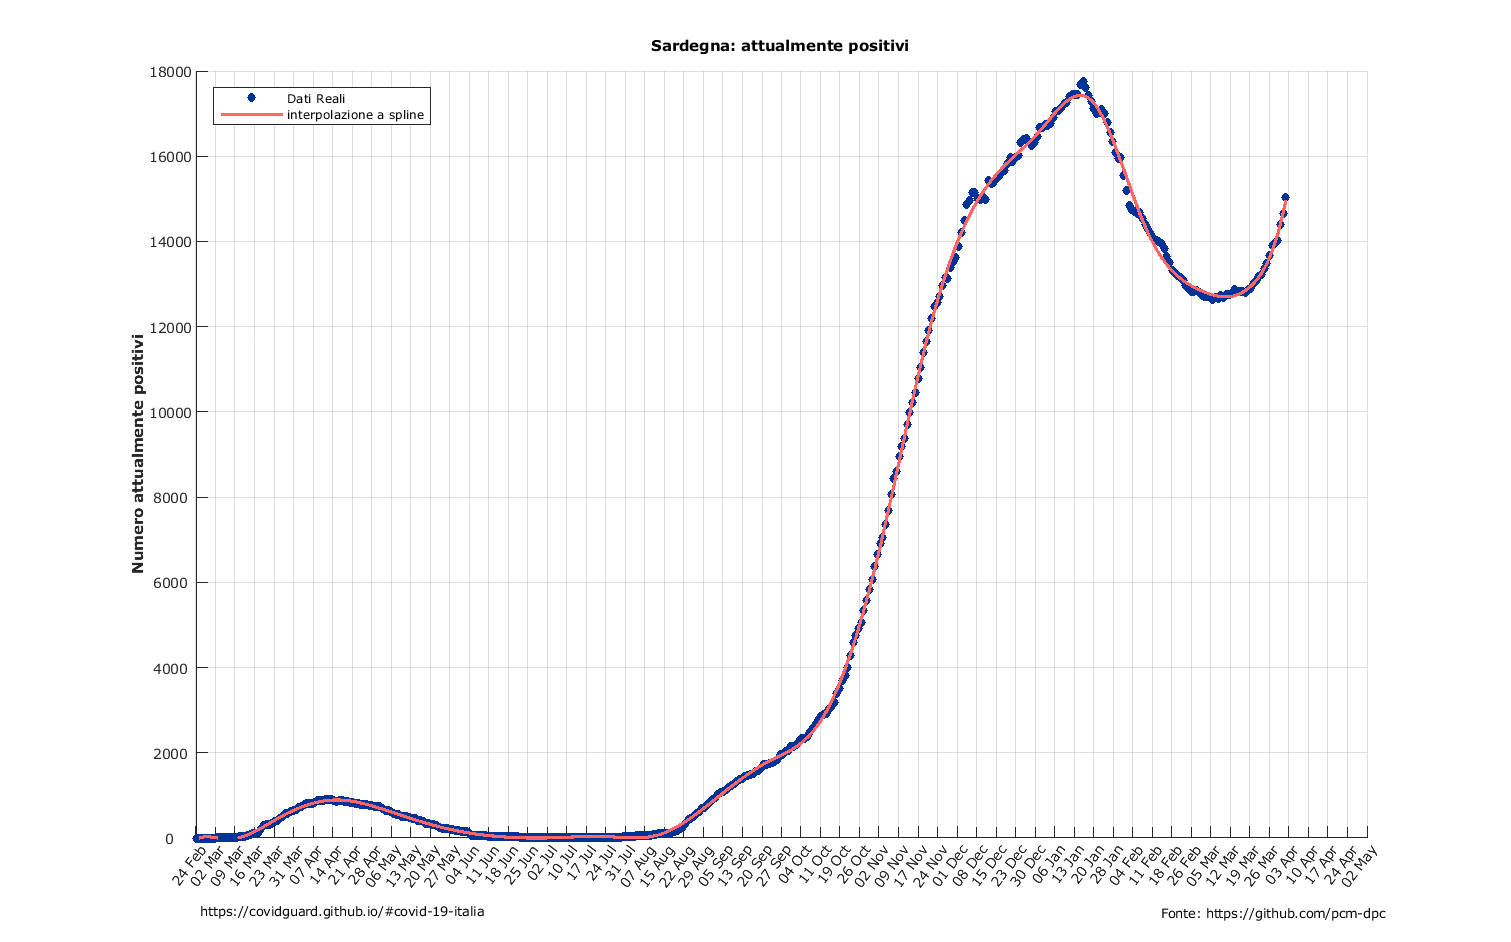 Sardegna: attualmente positivi
Dati Reali
interpolazione a spline
Numero attualmente positivi
18000
16000
14000
12000
10000
8000
6000
4000
2000
0
24 Feb
02 Mar
09 Mar
16 Mar
23 Mar
31 Mar
07 Apr
14 Apr
21 Apr
28 Apr
06 May
13 May
20 May
27 May
04 Jun
11 Jun
18 Jun
25 Jun
02 Jul
10 Jul
17 Jul
24 Jul
31 Jul
07 Aug
15 Aug
22 Aug
29 Aug
05 Sep
13 Sep
20 Sep
27 Sep
04 Oct
11 Oct
19 Oct
26 Oct
02 Nov
09 Nov
17 Nov
24 Nov
01 Dec
08 Dec
15 Dec
23 Dec
30 Dec
06 Jan
13 Jan
20 Jan
28 Jan
04 Feb
11 Feb
18 Feb
26 Feb
05 Mar
12 Mar
19 Mar
26 Mar
03 Apr
10 Apr
17 Apr
24 Apr
02 May
https://covidguard.github.io/#covid-19-italia
Fonte: https://github.com/pcm-dpc